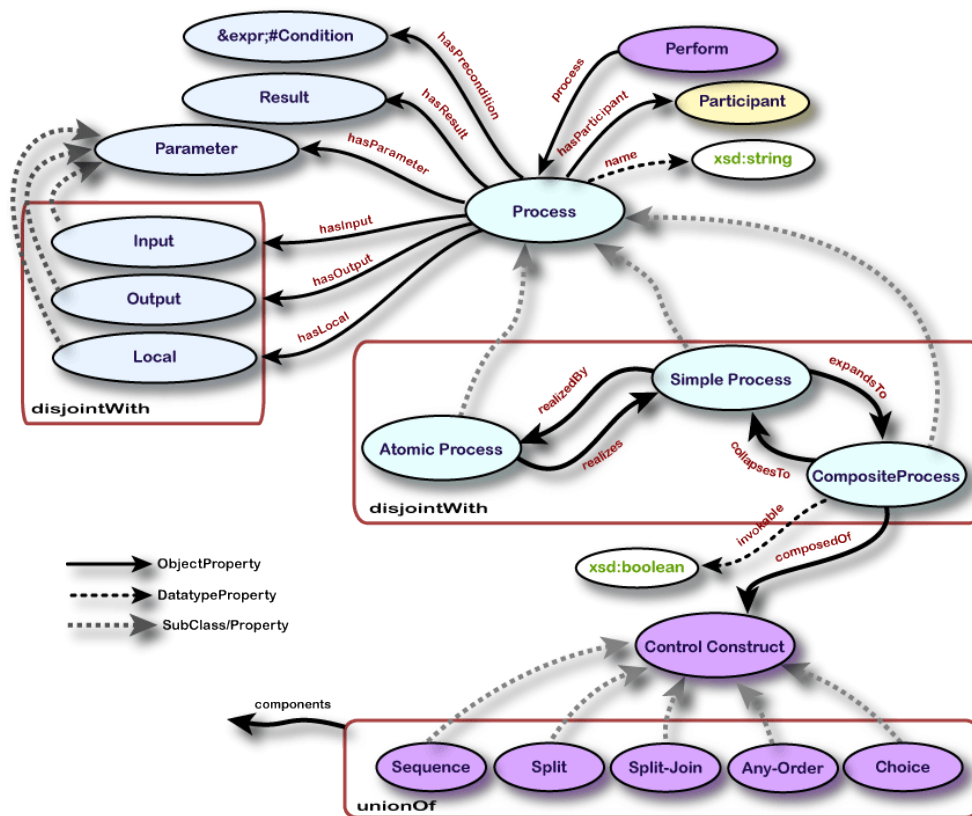 &expr;#Condition
Perform
hasPrecondition
process
Result
hasResult
Participant
hasParticipant
Parameter
hasParameter
name
xsd:string
Process
Input
hasInput
Output
hasOutput
Local
hasLocal
disjointWith
Simple Process
realizedBy
expandsTo
Atomic Process
realizes
collapsesTo
CompositeProcess
disjointWith
invokable
composedOf
ObjectProperty
xsd:boolean
DatatypeProperty
SubClass/Property
Control Construct
components
Sequence
Split
Split-Join
Any-Order
Choice
unionOf